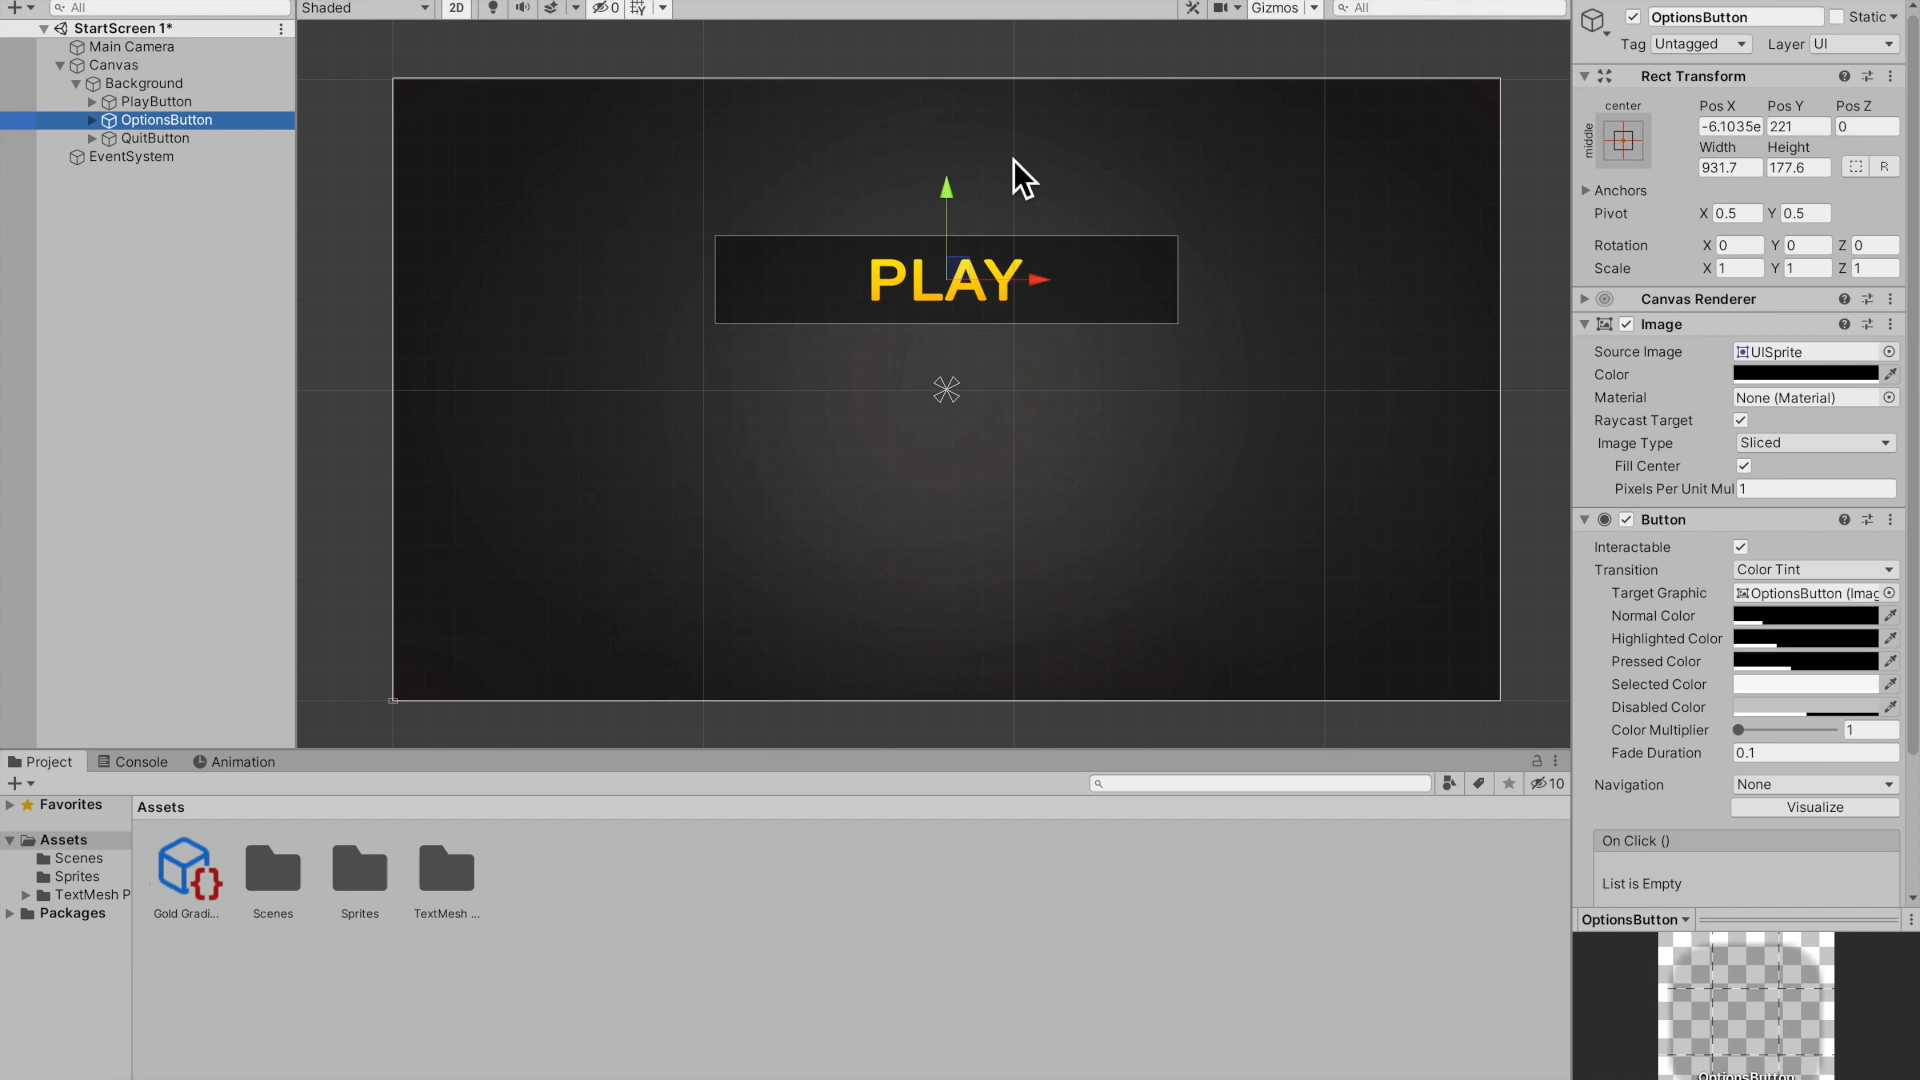 All
Shaded
2D
0
Gizmos
All
StartScreen 1*
Main Camera
Canvas
Background
PlayButton
OptionsButton
QuitButton
EventSystem
PLAY
OptionsButton
Static
Tag Untagged
Layer UI
Rect Transform
center
middle
Pos X Pos Y Pos Z
-6.1035e 221 0
Width Height
931.7 177.6
R
Anchors
Pivot X 0.5 Y 0.5
Rotation X 0 Y 0 Z 0
Scale X 1 Y 1 Z 1
Canvas Renderer
Image
Source Image UISprite
Color
Material None (Material)
Raycast Target
Image Type Sliced
Fill Center
Pixels Per Unit Mul 1
Button
Interactable
Transition Color Tint
Target Graphic OptionsButton (Imag
Normal Color
Highlighted Color
Pressed Color
Selected Color
Disabled Color
Color Multiplier 1
Fade Duration 0.1
Navigation None
Visualize
On Click ()
List is Empty
OptionsButton
OptionsButton
Project Console Animation
10
Favorites
Assets
Scenes
Sprites
TextMesh P
Packages
Assets
Gold Gradi...
Scenes
Sprites
TextMesh ...